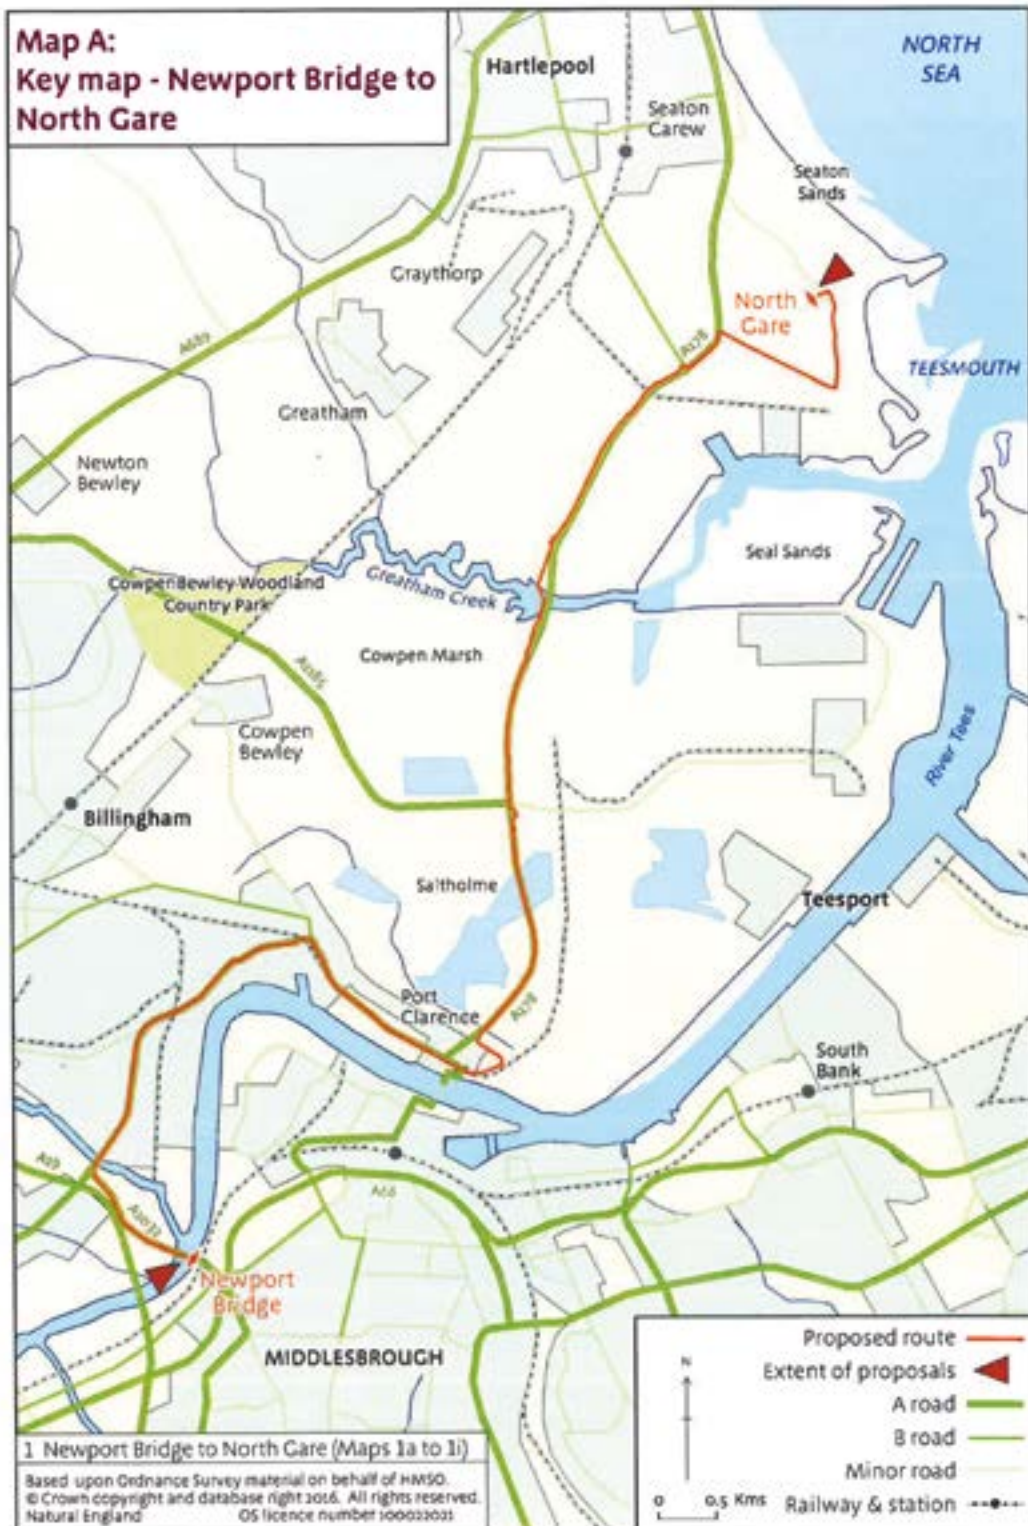 Map A:
Key map - Newport Bridge to
North Gare
NORTH
SEA
Hartlepool
Seaton
Carew
Seaton
Sands
Graythorp
North
Gare
A689
A178
TEESMOUTH
Greatham
Newton
Bewley
Seal Sands
Cowpen Bewley Woodland
Country Park
Greatham Creek
Cowpen Marsh
A1185
Cowpen
Bewley
River Tees
Billingham
Saltholme
Teesport
Port
Clarence
A178
South
Bank
A19
A66
A1032
Newport
Bridge
MIDDLESBROUGH
Proposed route
Extent of proposals
A road
B road
Minor road
Railway & station
N
0 0.5 Kms
1 Newport Bridge to North Gare (Maps 1a to 1i)
Based upon Ordnance Survey material on behalf of HMSO.
© Crown copyright and database right 2016. All rights reserved.
Natural England OS licence number 100022021